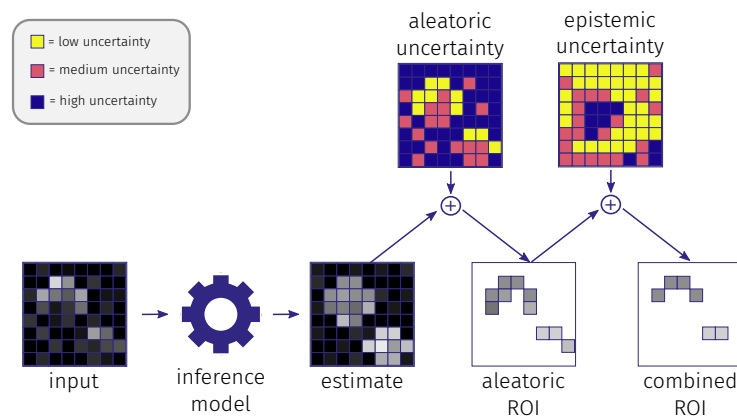 = low uncertainty
= medium uncertainty
= high uncertainty
aleatoric
uncertainty
epistemic
uncertainty
input
inference
model
estimate
aleatoric
ROI
combined
ROI